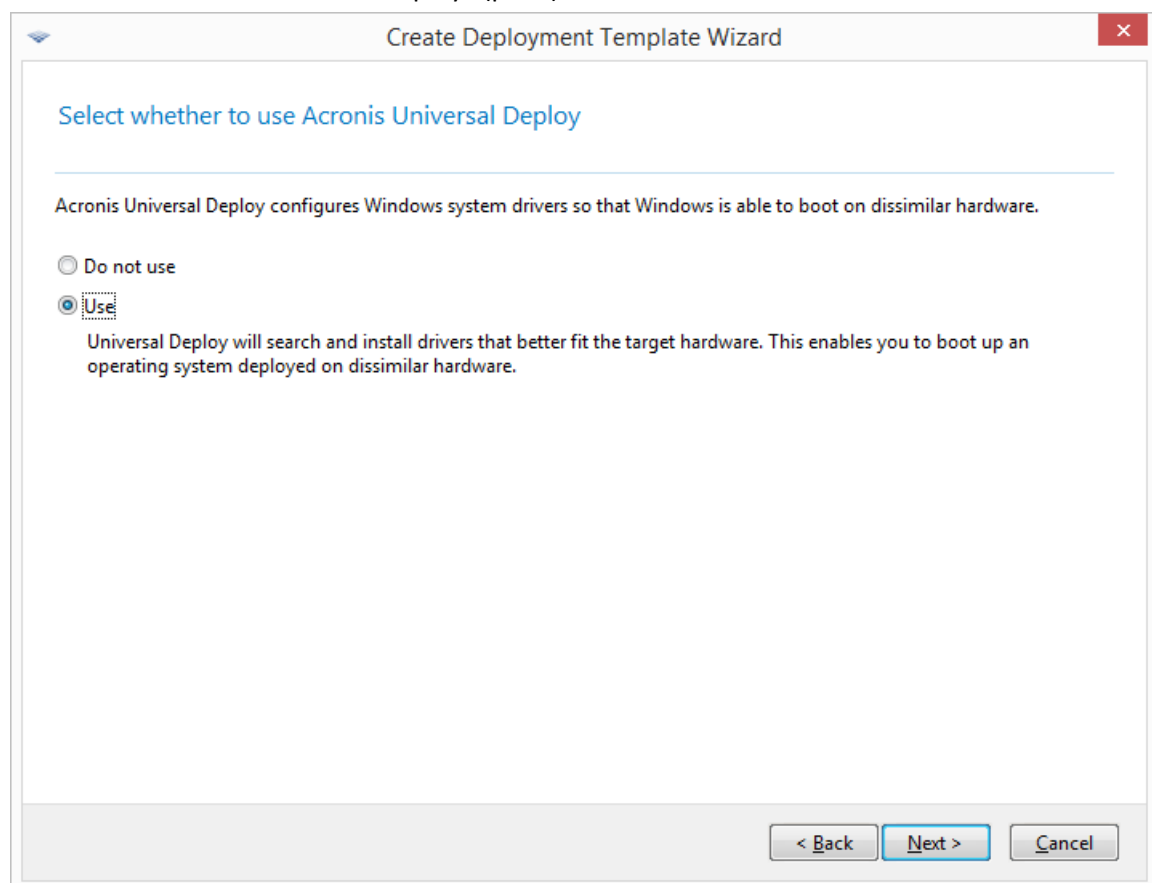 Create Deployment Template Wizard
Select whether to use Acronis Universal Deploy
Acronis Universal Deploy configures Windows system drivers so that Windows is able to boot on dissimilar hardware.
Do not use
Use
Universal Deploy will search and install drivers that better fit the target hardware. This enables you to boot up an
operating system deployed on dissimilar hardware.
< Back Next > Cancel